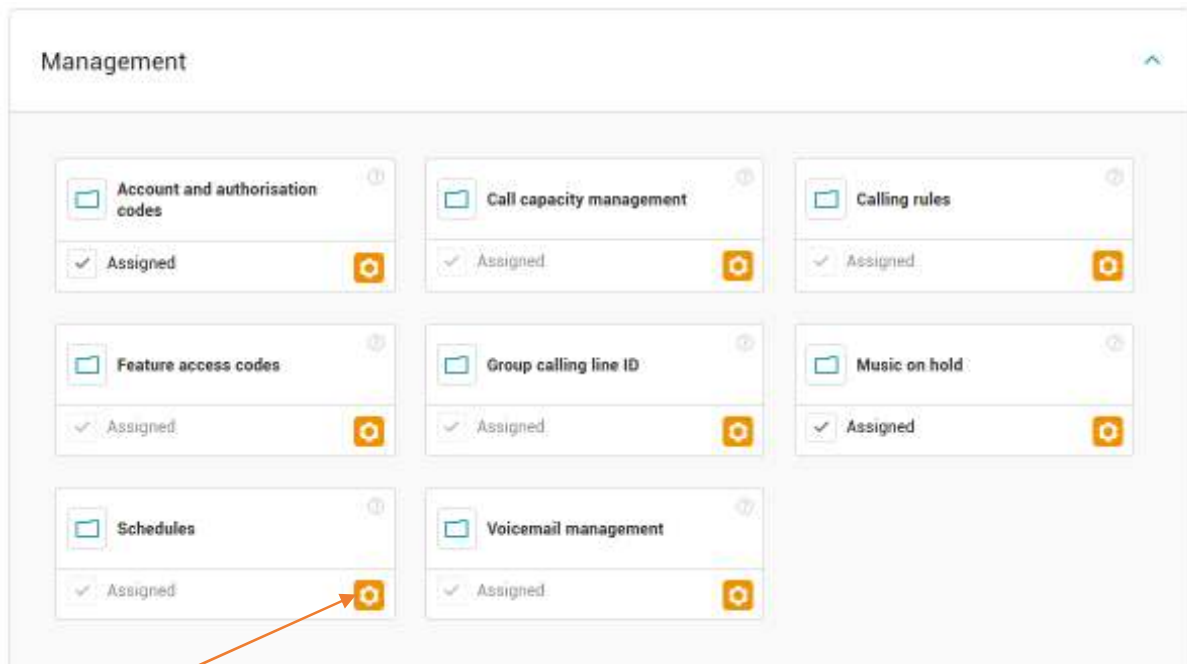 Management
Account and authorisation
codes
Assigned
Call capacity management
Assigned
Calling rules
Assigned
Feature access codes
Assigned
Group calling line ID
Assigned
Music on hold
Assigned
Schedules
Assigned
Voicemail management
Assigned